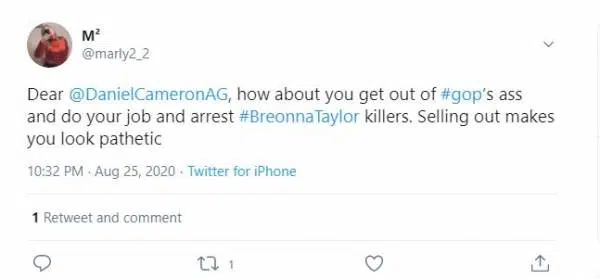 M²
@marly2_2
Dear @DanielCameronAG, how about you get out of #gop's ass
and do your job and arrest #BreonnaTaylor killers. Selling out makes
you look pathetic
10:32 PM · Aug 25, 2020 · Twitter for iPhone
1 Retweet and comment
1